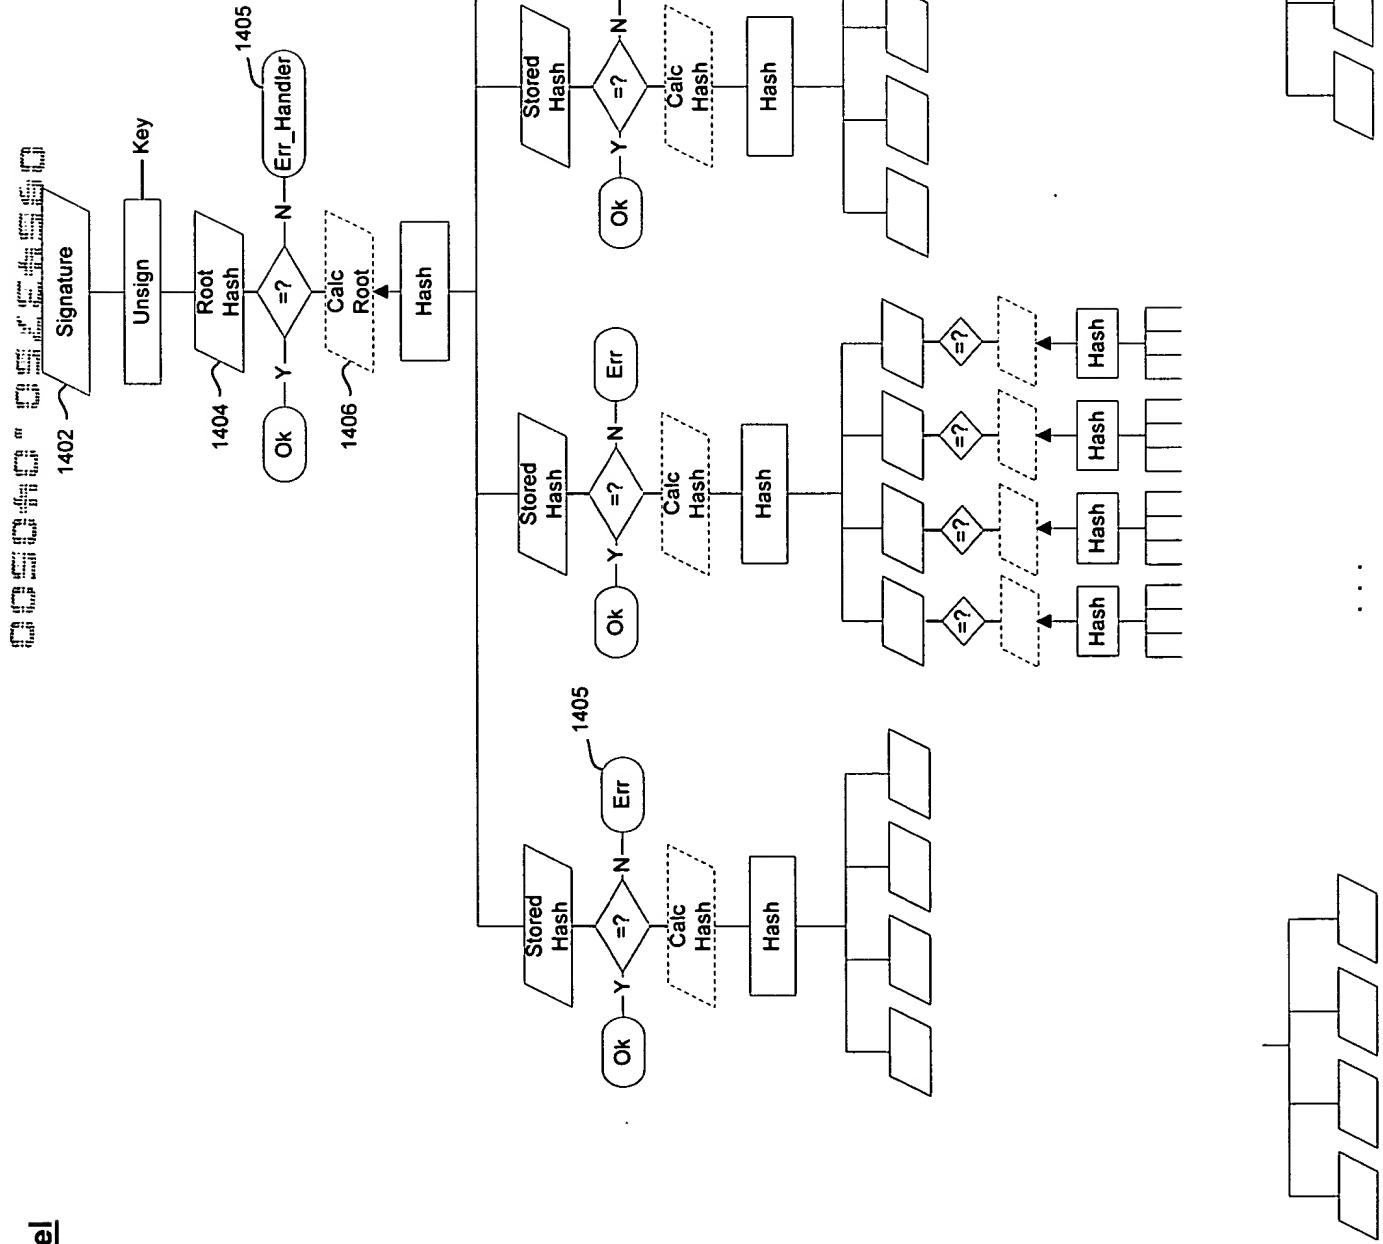 1402
Signature
Unsign
Key
1404
Root
Hash
Ok
Y
=?
N
Err_Handler
1405
1406
Calc
Root
Hash
Stored
Hash
Ok
Y
=?
N
Err
1405
Calc
Hash
Hash
Stored
Hash
Ok
Y
=?
N
Err
Calc
Hash
Hash
Stored
Hash
Ok
Y
=?
N
Calc
Hash
Hash
=?
=?
=?
=?
Hash
Hash
Hash
Hash
. . .
el